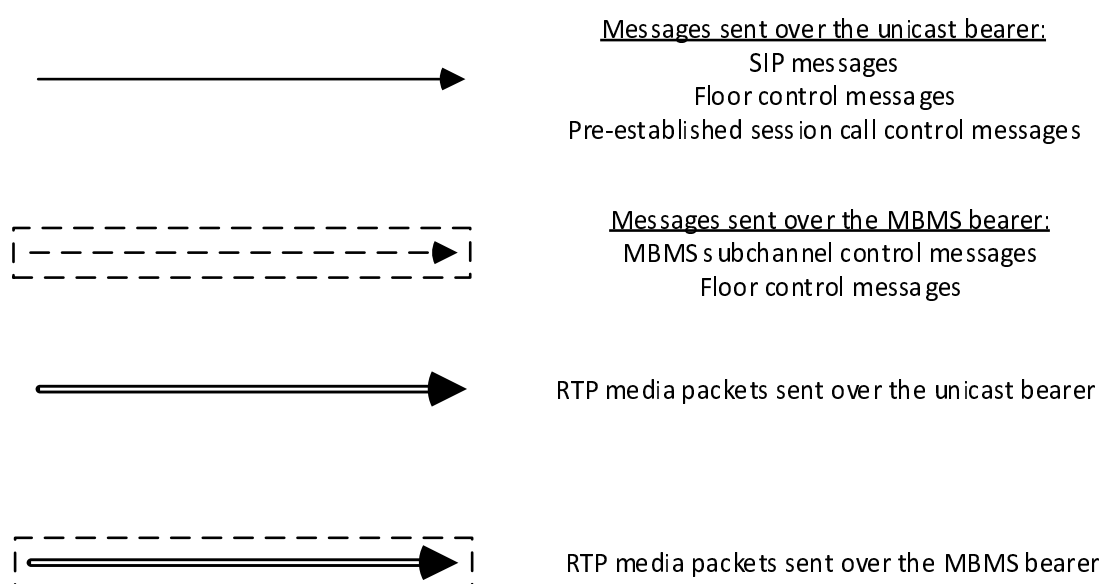 Messages sent over the unicast bearer:
SIP messages
Floor control messages
Pre-established session call control messages
Messages sent over the MBMS bearer:
MBMS subchannel control messages
Floor control messages
RTP media packets sent over the unicast bearer
RTP media packets sent over the MBMS bearer